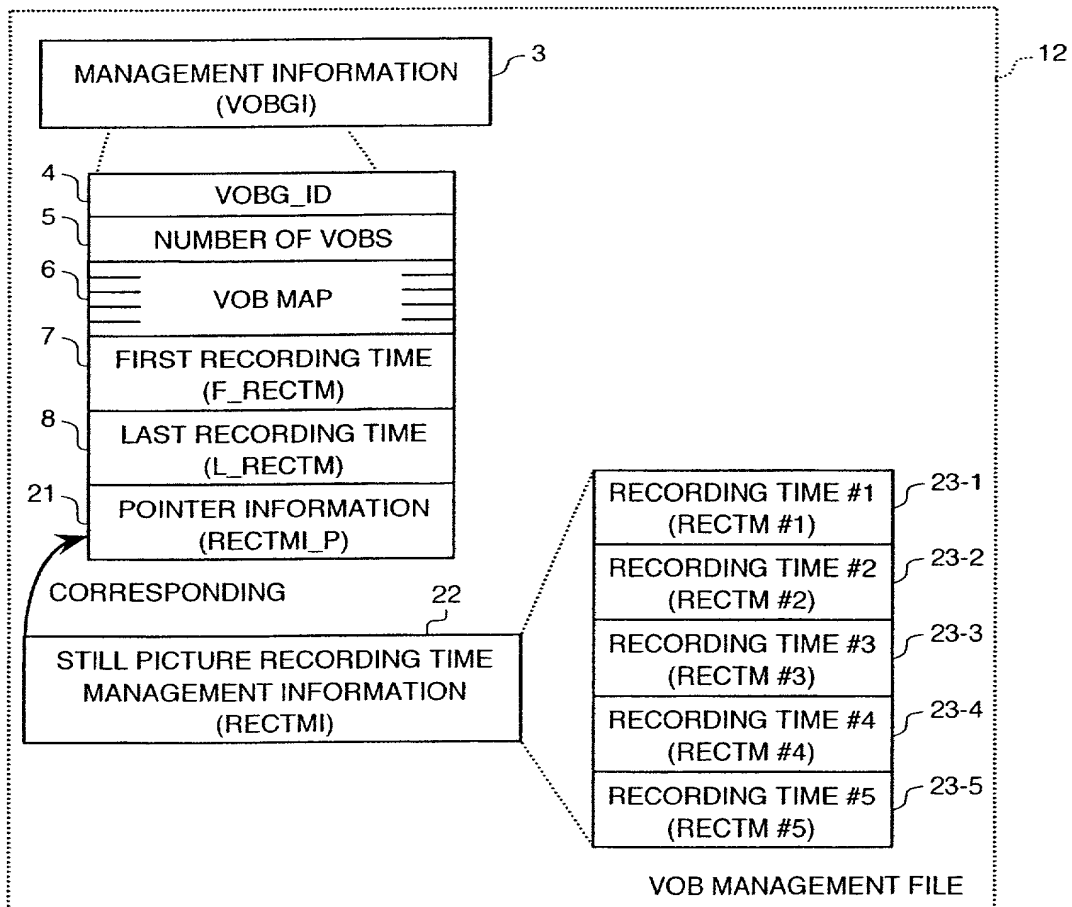 MANAGEMENT INFORMATION
(VOBGI)
3
12
4
VOBG_ID
5
NUMBER OF VOBS
6
VOB MAP
7
FIRST RECORDING TIME
(F_RECTM)
8
LAST RECORDING TIME
(L_RECTM)
21
POINTER INFORMATION
(RECTMI_P)
CORRESPONDING
22
STILL PICTURE RECORDING TIME
MANAGEMENT INFORMATION
(RECTMI)
RECORDING TIME #1
(RECTM #1)
23-1
RECORDING TIME #2
(RECTM #2)
23-2
RECORDING TIME #3
(RECTM #3)
23-3
RECORDING TIME #4
(RECTM #4)
23-4
RECORDING TIME #5
(RECTM #5)
23-5
VOB MANAGEMENT FILE